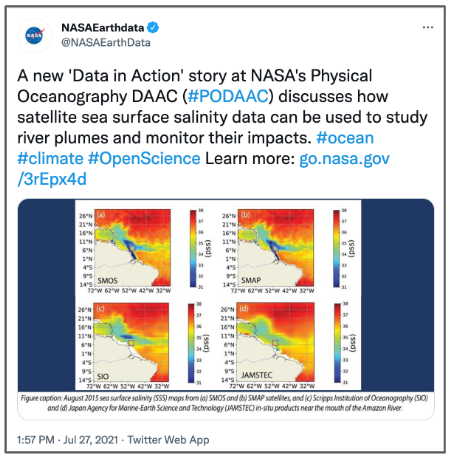 NASA
NASAEarthdata
@NASAEarthData
A new 'Data in Action' story at NASA's Physical
Oceanography DAAC (#PODAAC) discusses how
satellite sea surface salinity data can be used to study
river plumes and monitor their impacts. #ocean
#climate #OpenScience Learn more: go.nasa.gov
/3rEpx4d
(a)
26°N
21°N
16°N
11°N
6°N
1°N
4°S
9°S
14°S
72°W 62°W 52°W 42°W 32°W
SMOS
38
37
36
35
34
33
32
31
(pss)
(b)
26°N
21°N
16°N
11°N
6°N
1°N
4°S
9°S
14°S
72°W 62°W 52°W 42°W 32°W
SMAP
38
37
36
35
34
33
32
31
(pss)
(c)
26°N
21°N
16°N
11°N
6°N
1°N
4°S
9°S
14°S
72°W 62°W 52°W 42°W 32°W
SIO
38
37
36
35
34
33
32
31
(pss)
(d)
26°N
21°N
16°N
11°N
6°N
1°N
4°S
9°S
14°S
72°W 62°W 52°W 42°W 32°W
JAMSTEC
38
37
36
35
34
33
32
31
(pss)
Figure caption: August 2015 sea surface salinity (SSS) maps from (a) SMOS and (b) SMAP satellites, and (c) Scripps Institution of Oceanography (SIO)
and (d) Japan Agency for Marine-Earth Science and Technology (JAMSTEC) in-situ products near the mouth of the Amazon River.
1:57 PM · Jul 27, 2021 · Twitter Web App